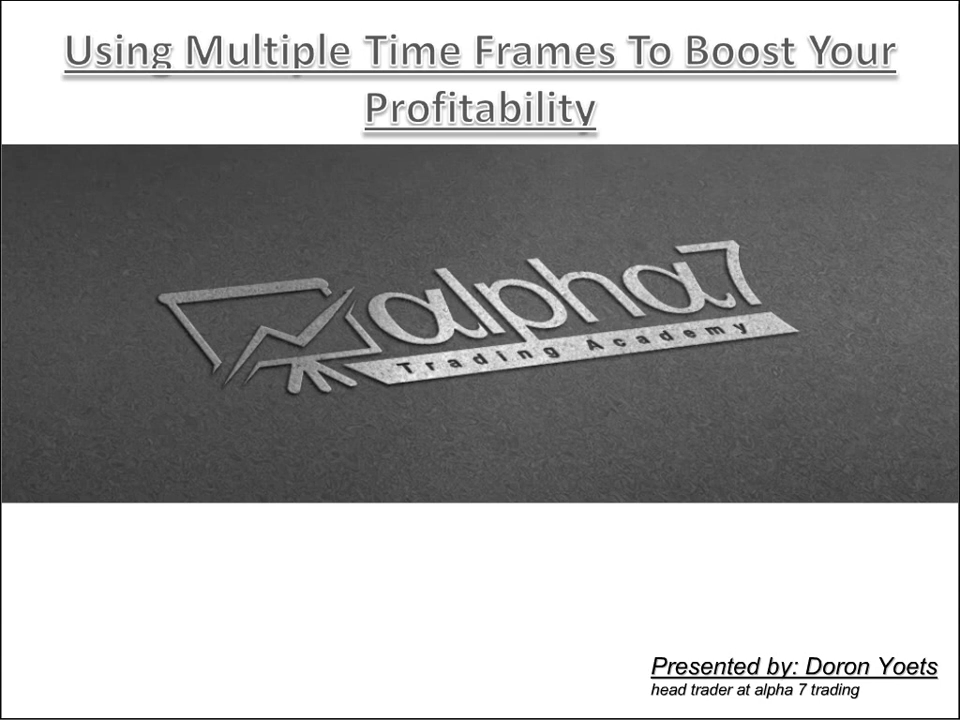 Using Multiple Time Frames To Boost Your
Profitability
alpha7
Trading Academy
Presented by: Doron Yoets
head trader at alpha 7 trading